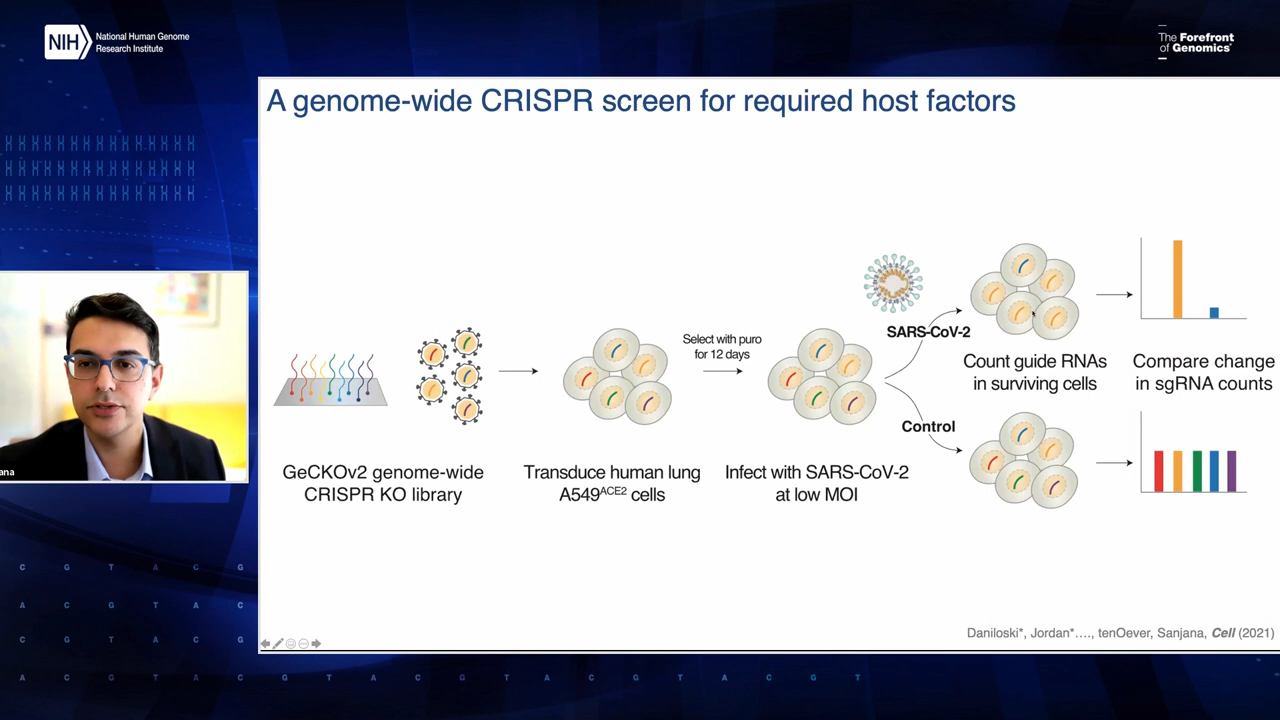 NIH
National Human Genome
Research Institute
The Forefront
of Genomics®
A genome-wide CRISPR screen for required host factors
SARS-CoV-2
Select with puro
for 12 days
Count guide RNAs
in surviving cells
Compare change
in sgRNA counts
Control
GeCKOv2 genome-wide
CRISPR KO library
Transduce human lung
A549ACE2 cells
Infect with SARS-CoV-2
at low MOI
ana
Daniloski*, Jordan*...., tenOever, Sanjana, Cell (2021)
C G T A C G
A C G T A C
C G T A C G
A C G T A C G T A C G T A C G T A C G T